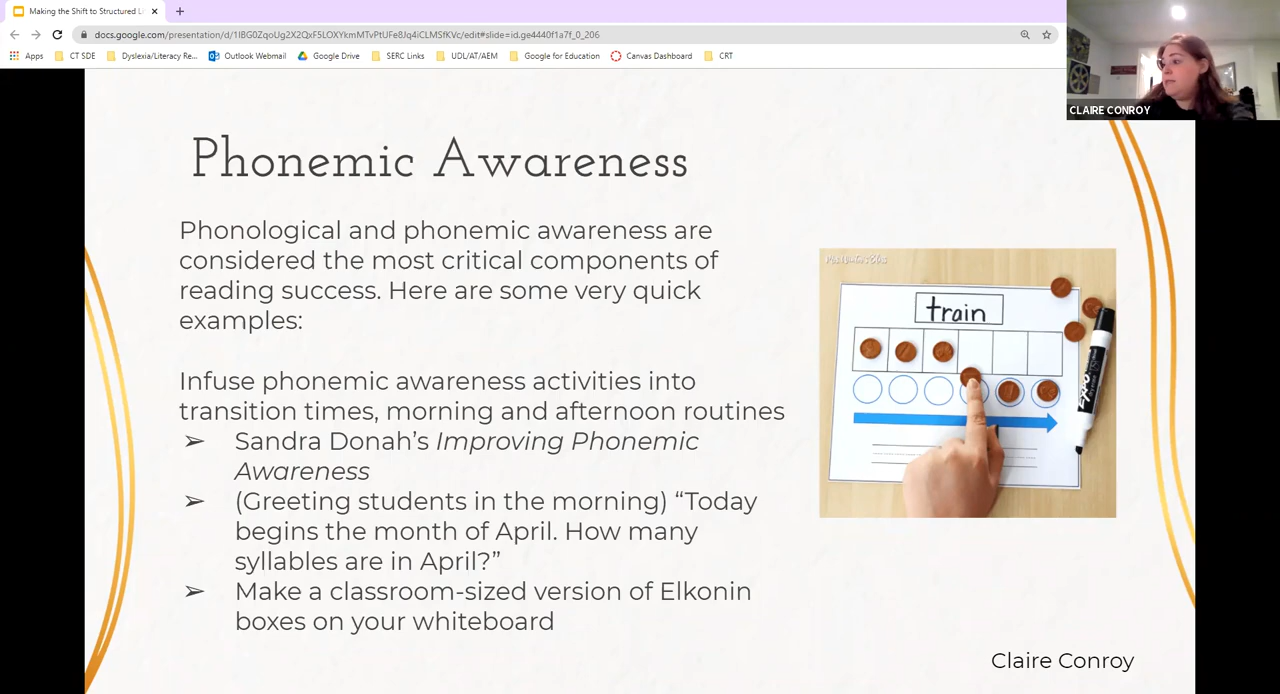 Making the Shift to Structured Li
docs.google.com/presentation/d/1IBG0ZqoUg2X2QxF5LOXYkmMTvPtUFe8Jq4iCLMSfKVc/edit#slide=id.ge4440f1a7f_0_206
Apps CT SDE Dyslexia/Literacy Re... Outlook Webmail Google Drive SERC Links UDL/AT/AEM Google for Education Canvas Dashboard CRT
CLAIRE CONROY
Phonemic Awareness
Phonological and phonemic awareness are
considered the most critical components of
reading success. Here are some very quick
examples:
Infuse phonemic awareness activities into
transition times, morning and afternoon routines
➢ Sandra Donah’s Improving Phonemic
Awareness
➢ (Greeting students in the morning) “Today
begins the month of April. How many
syllables are in April?”
➢ Make a classroom-sized version of Elkonin
boxes on your whiteboard
train
EXPO
Claire Conroy